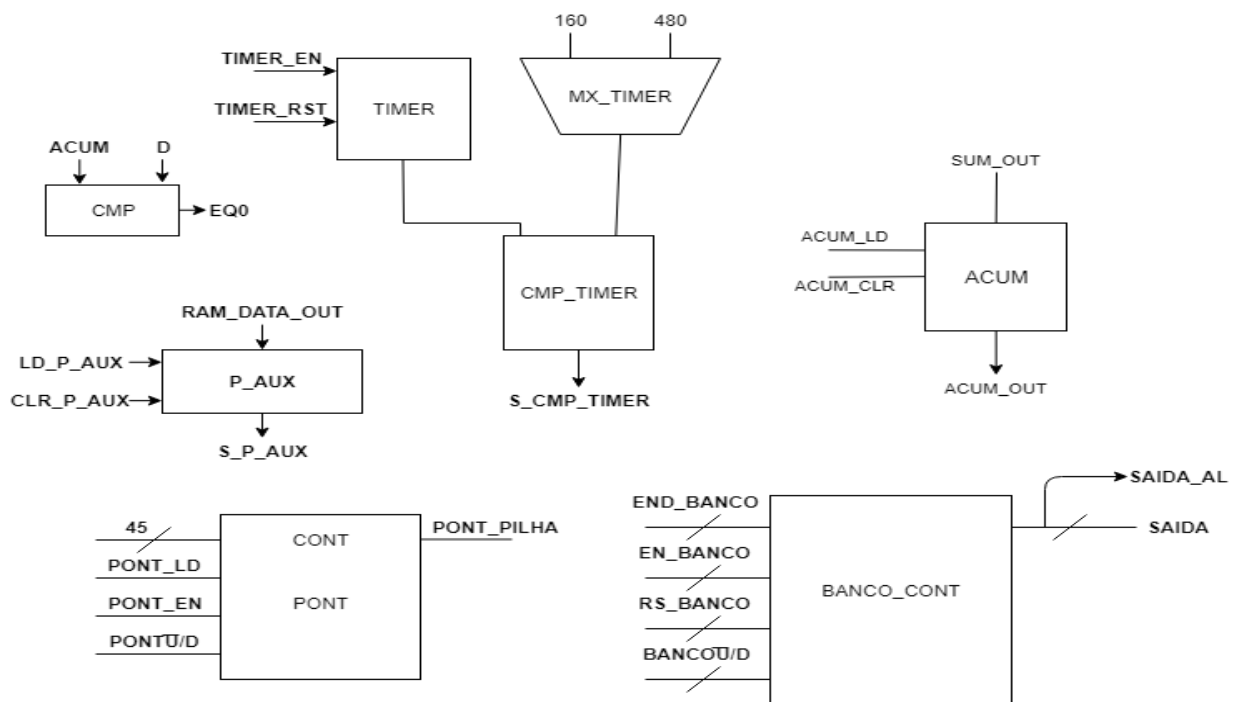 160
480
TIMER_EN
TIMER_RST
TIMER
MX_TIMER
ACUM
D
CMP
EQ0
CMP_TIMER
S_CMP_TIMER
SUM_OUT
ACUM_LD
ACUM_CLR
ACUM
ACUM_OUT
RAM_DATA_OUT
LD_P_AUX
CLR_P_AUX
P_AUX
S_P_AUX
45
PONT_LD
PONT_EN
PONTU̅/D
CONT
PONT
PONT_PILHA
END_BANCO
EN_BANCO
RS_BANCO
BANCOU̅/D
BANCO_CONT
SAIDA_AL
SAIDA